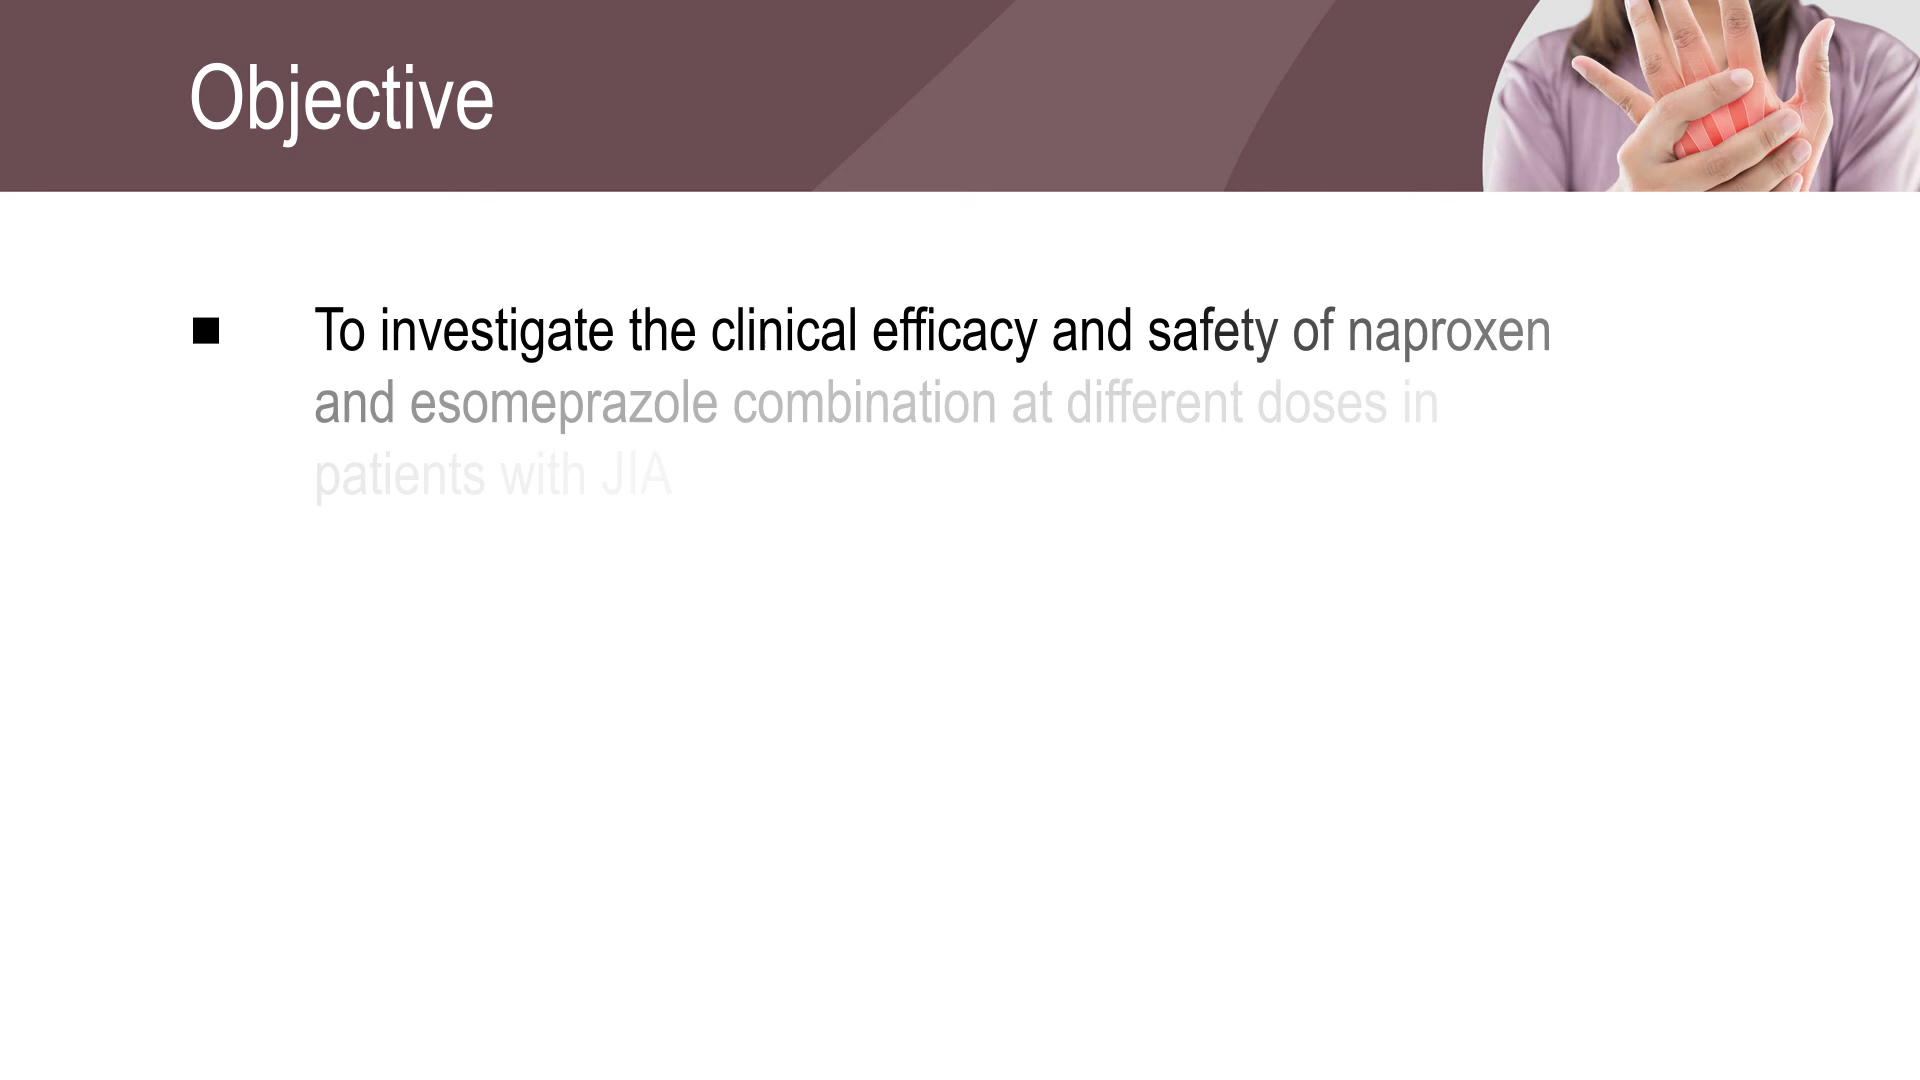 Objective
■ To investigate the clinical efficacy and safety of naproxen
and esomeprazole combination at different doses in
patients with JIA